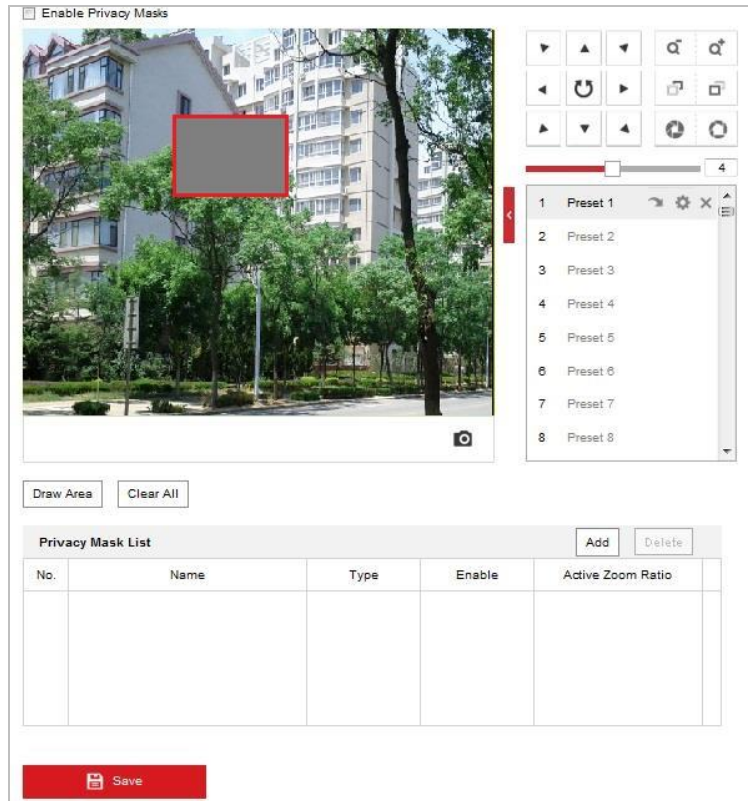 Enable Privacy Masks
4
1 Preset 1
2 Preset 2
3 Preset 3
4 Preset 4
5 Preset 5
6 Preset 6
7 Preset 7
8 Preset 8
Draw Area Clear All
Privacy Mask List Add Delete
No. Name Type Enable Active Zoom Ratio
Save